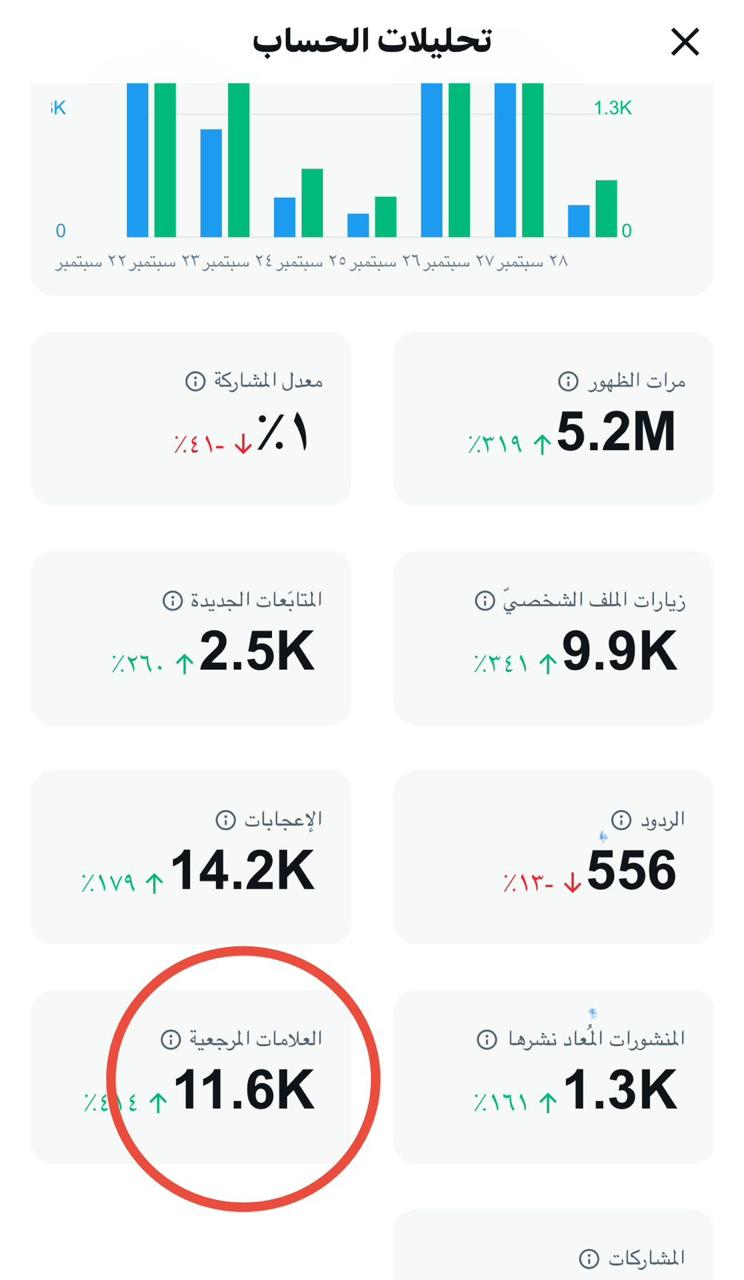 تحليلات الحساب
1.3K
0
0
٢٢ سبتمبر ٢٣ سبتمبر ٢٤ سبتمبر ٢٥ سبتمبر ٢٦ سبتمبر ٢٧ سبتمبر ٢٨ سبتمبر
مرات الظهور
5.2M ↑ ٣١٩٪
معدل المشاركة
١٪ ↓ -٤١٪
زيارات الملف الشخصيّ
9.9K ↑ ٣٤١٪
المتابَعات الجديدة
2.5K ↑ ٢٦٠٪
الردود
556 ↓ -١٣٪
الإعجابات
14.2K ↑ ١٧٩٪
المنشورات المُعاد نشرها
1.3K ↑ ١٦١٪
العلامات المرجعية
11.6K ↑ ٤١٤٪
المشاركات